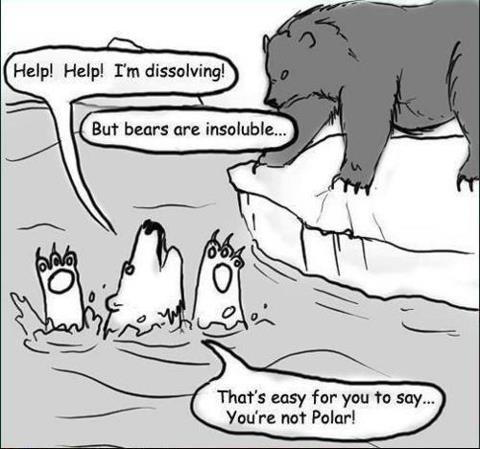 Help!  Help!  I'm dissolving!
But bears are insoluble...
That's easy for you to say...
You're not Polar!